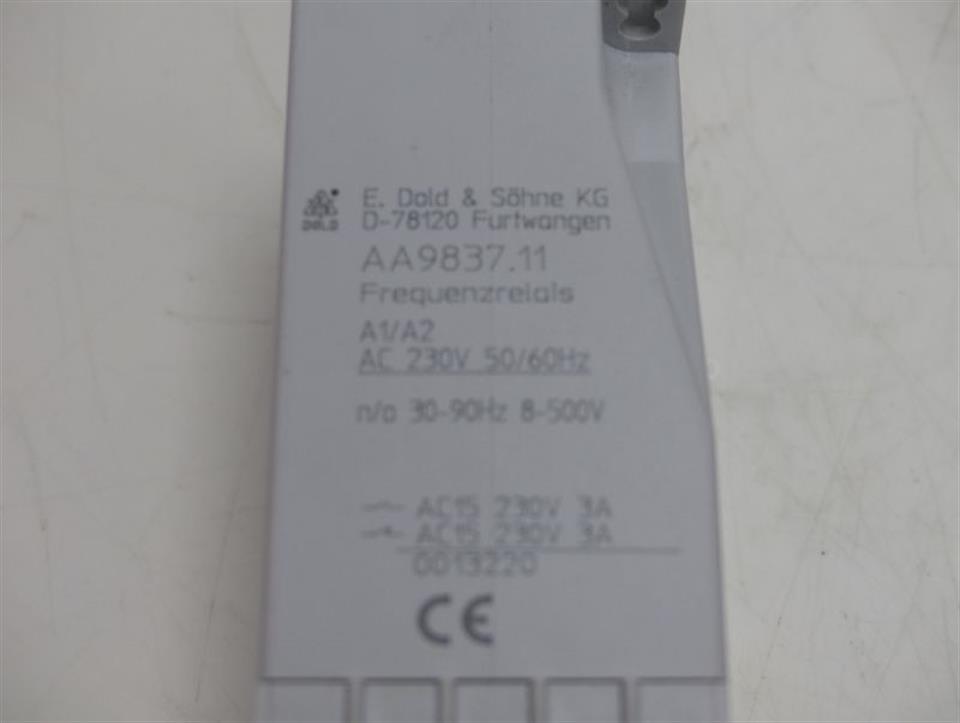 E. Dold & Söhne KG
DOLD D-78120 Furtwangen
AA9837.11
Frequenzrelais
A1/A2
AC 230V 50/60Hz
n/a 30-90Hz 8-500V
AC15 230V 3A
AC15 230V 3A
0013220
CE